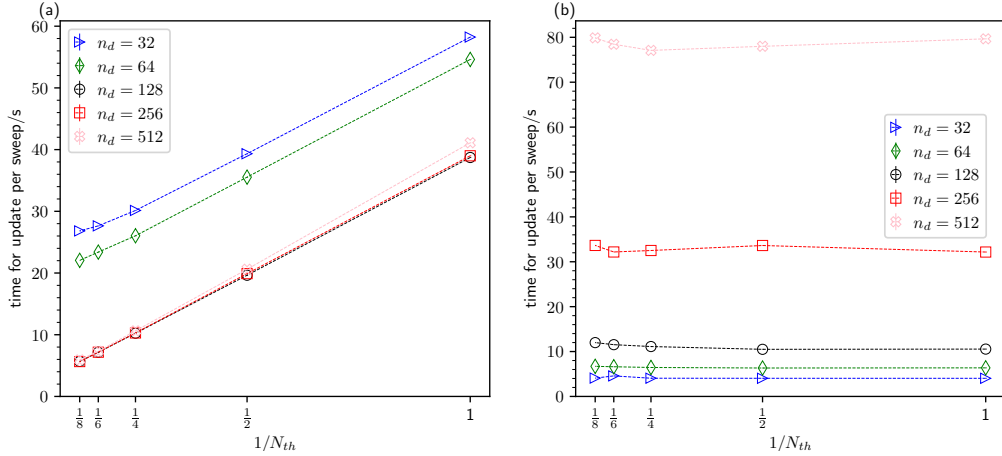 (a)
60
50
40
30
20
10
0
time for update per sweep/s
n_d = 32
n_d = 64
n_d = 128
n_d = 256
n_d = 512
1/8
1/6
1/4
1/2
1
1/N_th
(b)
80
70
60
50
40
30
20
10
0
time for update per sweep/s
n_d = 32
n_d = 64
n_d = 128
n_d = 256
n_d = 512
1/8
1/6
1/4
1/2
1
1/N_th